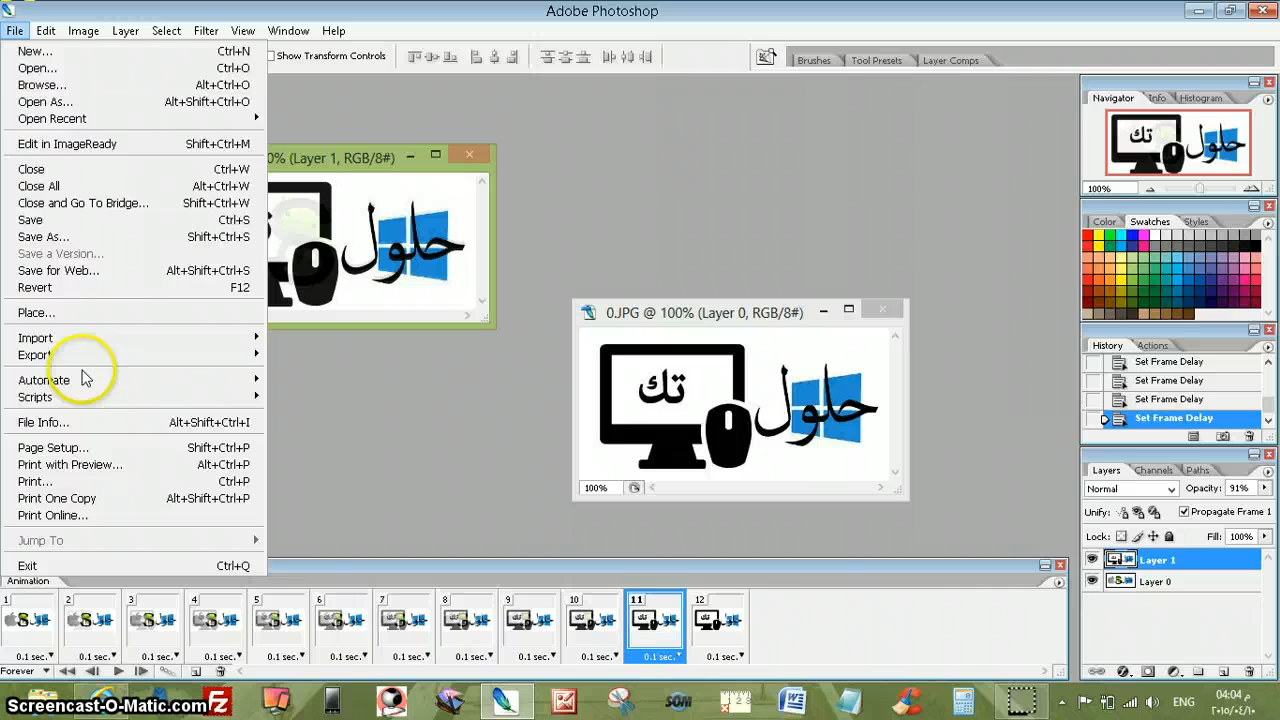 Adobe Photoshop
File Edit Image Layer Select Filter View Window Help
Show Transform Controls Brushes Tool Presets Layer Comps
New... Ctrl+N
Open... Ctrl+O
Browse... Alt+Ctrl+O
Open As... Alt+Shift+Ctrl+O
Open Recent
Edit in ImageReady Shift+Ctrl+M
Close Ctrl+W
Close All Alt+Ctrl+W
Close and Go To Bridge... Shift+Ctrl+W
Save Ctrl+S
Save As... Shift+Ctrl+S
Save a Version...
Save for Web... Alt+Shift+Ctrl+S
Revert F12
Place...
Import
Export
Automate
Scripts
File Info... Alt+Shift+Ctrl+I
Page Setup... Shift+Ctrl+P
Print with Preview... Alt+Ctrl+P
Print... Ctrl+P
Print One Copy Alt+Shift+Ctrl+P
Print Online...
Jump To
Exit Ctrl+Q
0% (Layer 1, RGB/8#)
حلول
0.JPG @ 100% (Layer 0, RGB/8#)
حلول تك
100%
Navigator Info Histogram
حلول تك
100%
Color Swatches Styles
History Actions
Set Frame Delay
Set Frame Delay
Set Frame Delay
Set Frame Delay
Layers Channels Paths
Normal Opacity: 91%
Unify: Propagate Frame 1
Lock: Fill: 100%
Layer 1
Layer 0
Animation
1 2 3 4 5 6 7 8 9 10 11 12
0.1 sec. 0.1 sec. 0.1 sec. 0.1 sec. 0.1 sec. 0.1 sec. 0.1 sec. 0.1 sec. 0.1 sec. 0.1 sec. 0.1 sec. 0.1 sec.
Forever
Screencast-O-Matic.com
SOM
ENG
04:04 م